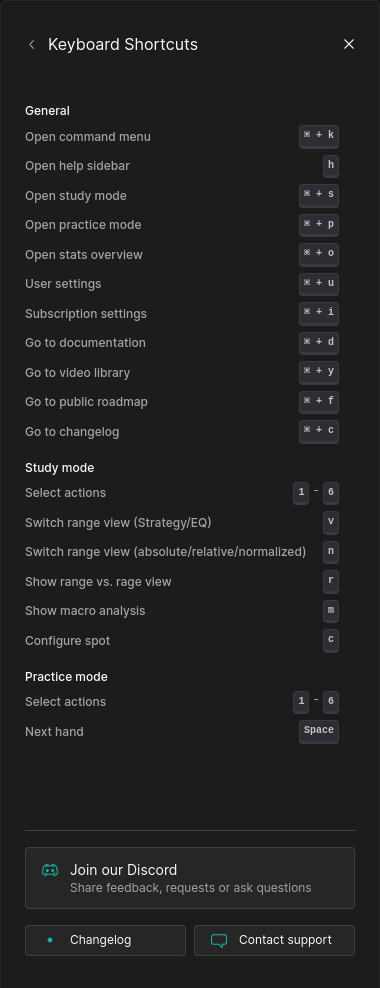 Keyboard Shortcuts
General
Open command menu ⌘ + k
Open help sidebar h
Open study mode ⌘ + s
Open practice mode ⌘ + p
Open stats overview ⌘ + o
User settings ⌘ + u
Subscription settings ⌘ + i
Go to documentation ⌘ + d
Go to video library ⌘ + y
Go to public roadmap ⌘ + f
Go to changelog ⌘ + c
Study mode
Select actions 1 - 6
Switch range view (Strategy/EQ) v
Switch range view (absolute/relative/normalized) n
Show range vs. rage view r
Show macro analysis m
Configure spot c
Practice mode
Select actions 1 - 6
Next hand Space
Join our Discord
Share feedback, requests or ask questions
Changelog
Contact support